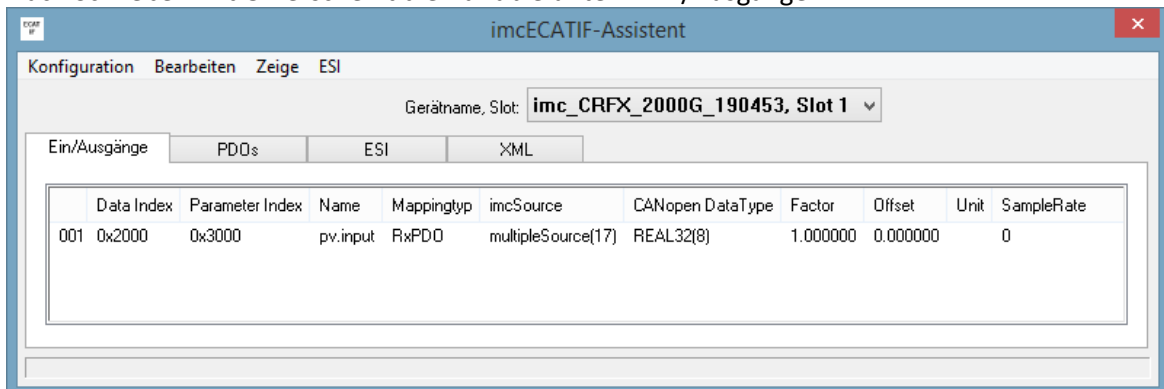 ECAT
IF
imcECATIF-Assistent
Konfiguration Bearbeiten Zeige ESI
Gerätname, Slot: imc_CRFX_2000G_190453, Slot 1
Ein/Ausgänge PDOs ESI XML
Data Index Parameter Index Name Mappingtyp imcSource CANopen DataType Factor Offset Unit SampleRate
001 0x2000 0x3000 pv.input RxPDO multipleSource(17) REAL32(8) 1.000000 0.000000 0